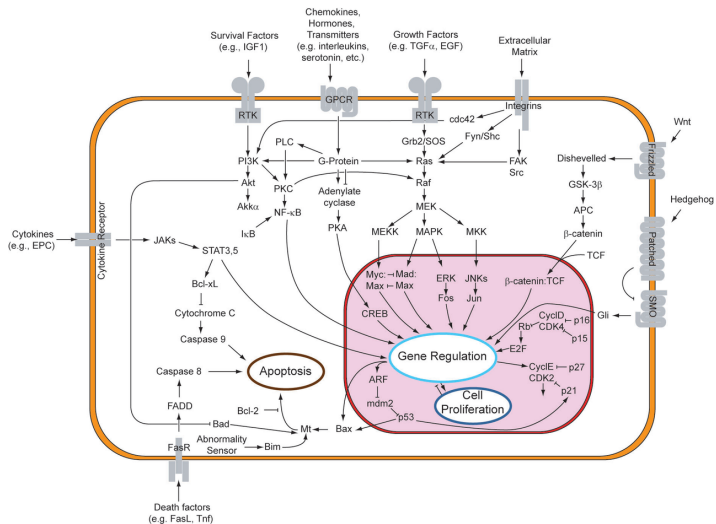 Chemokines,
Hormones,
Transmitters
(e.g. interleukins,
serotonin, etc.)
Survival Factors
(e.g., IGF1)
Growth Factors
(e.g. TGFα, EGF)
Extracellular
Matrix
RTK
GPCR
RTK
Integrins
cdc42
Wnt
PLC
Grb2/SOS
Fyn/Shc
Frizzled
PI3K
G-Protein
Ras
FAK
Src
Dishevelled
Akt
PKC
Adenylate
cyclase
Raf
GSK-3β
Akkα
NF-κB
MEK
APC
Hedgehog
IκB
PKA
MEKK
MAPK
MKK
β-catenin
Cytokines
(e.g., EPC)
Cytokine Receptor
JAKs
STAT3,5
TCF
Patched
Bcl-xL
Myc:
Max
Mad:
Max
ERK
Fos
JNKs
Jun
β-catenin:TCF
Cytochrome C
CREB
CyclD
Rb
CDK4
p16
p15
Gli
SMO
Caspase 9
E2F
Gene Regulation
Caspase 8
Apoptosis
ARF
CyclE
CDK2
p27
p21
FADD
Bcl-2
mdm2
Cell
Proliferation
Bad
Mt
Bax
p53
FasR
Abnormality
Sensor
Bim
Death factors
(e.g. FasL, Tnf)